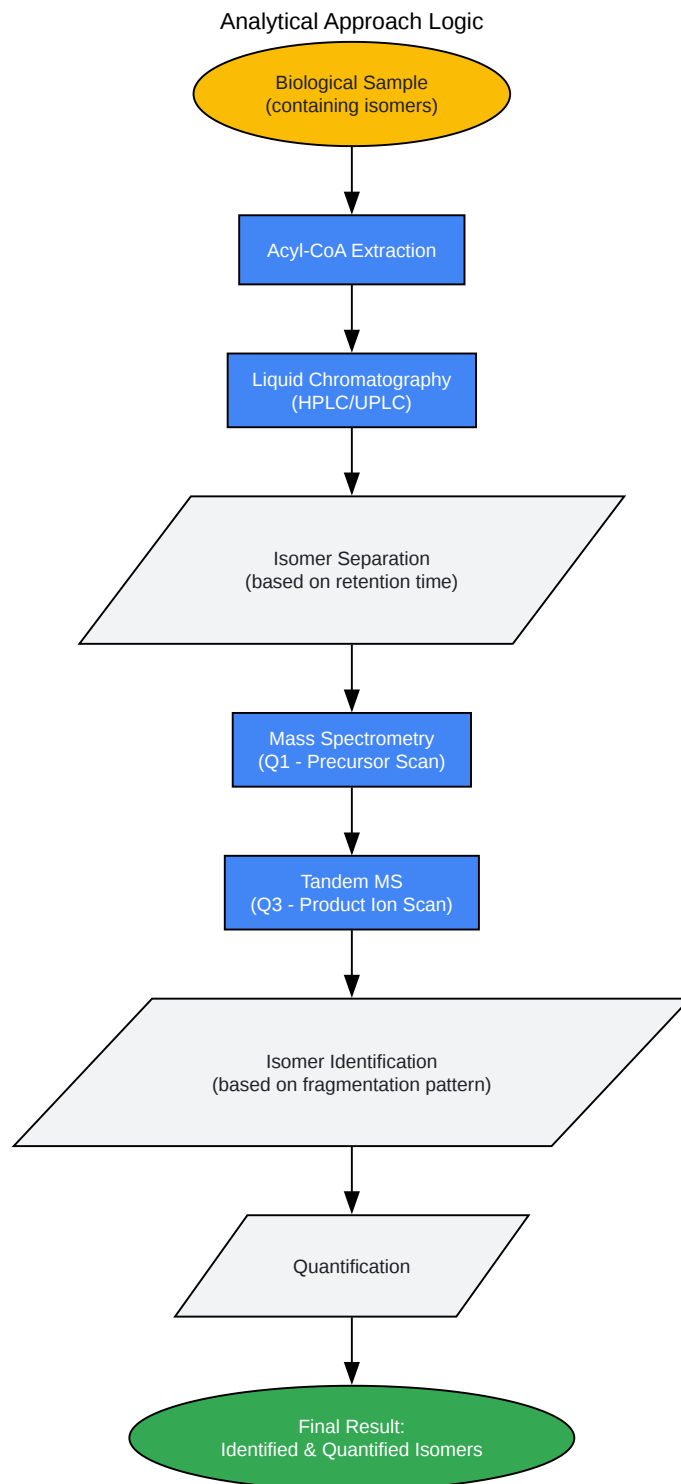 Analytical Approach Logic
Biological Sample
(containing isomers)
Acyl-CoA Extraction
Liquid Chromatography
(HPLC/UPLC)
Isomer Separation
(based on retention time)
Mass Spectrometry
(Q1 - Precursor Scan)
Tandem MS
(Q3 - Product Ion Scan)
Isomer Identification
(based on fragmentation pattern)
Quantification
Final Result:
Identified & Quantified Isomers